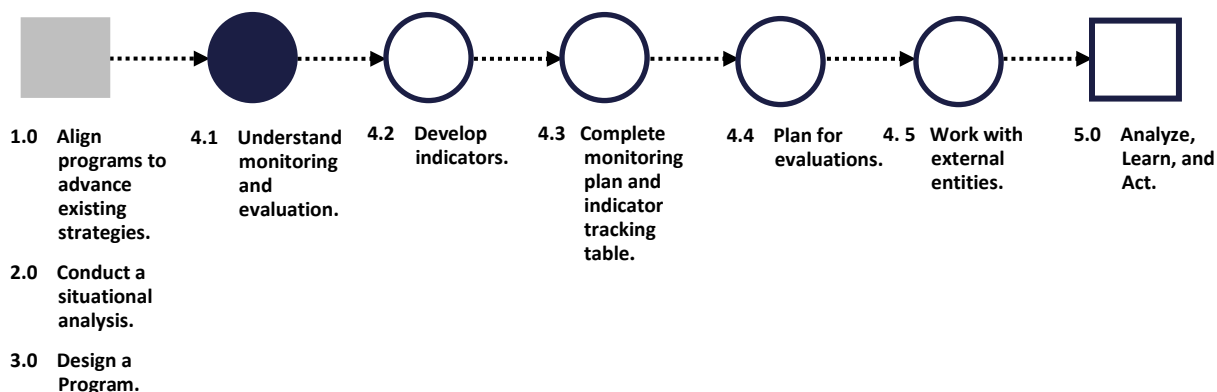 1.0 Align
programs to
advance
existing
strategies.
2.0 Conduct a
situational
analysis.
3.0 Design a
Program.
4.1 Understand
monitoring
and
evaluation.
4.2 Develop
indicators.
4.3 Complete
monitoring
plan and
indicator
tracking
table.
4.4 Plan for
evaluations.
4. 5 Work with
external
entities.
5.0 Analyze,
Learn, and
Act.